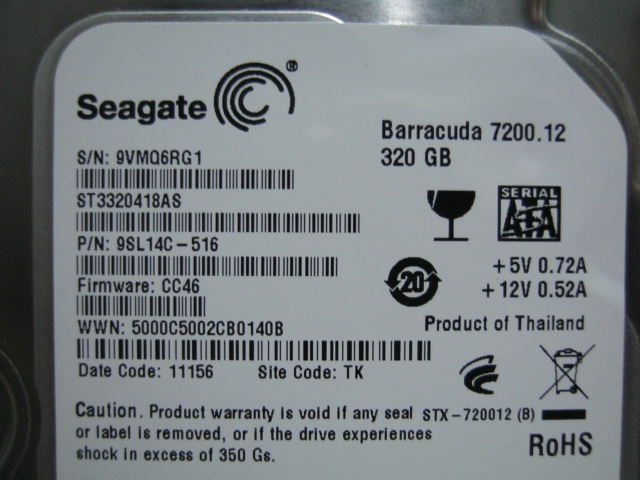 Seagate®
Barracuda 7200.12
320 GB
S/N: 9VMQ6RG1
ST3320418AS
SERIAL
ATA
P/N: 9SL14C-516
+5V 0.72A
20
+12V 0.52A
Firmware: CC46
Product of Thailand
WWN: 5000C5002CB0140B
Date Code: 11156 Site Code: TK
Caution. Product warranty is void if any seal
or label is removed, or if the drive experiences
shock in excess of 350 Gs.
STX-720012 (B)
RoHS